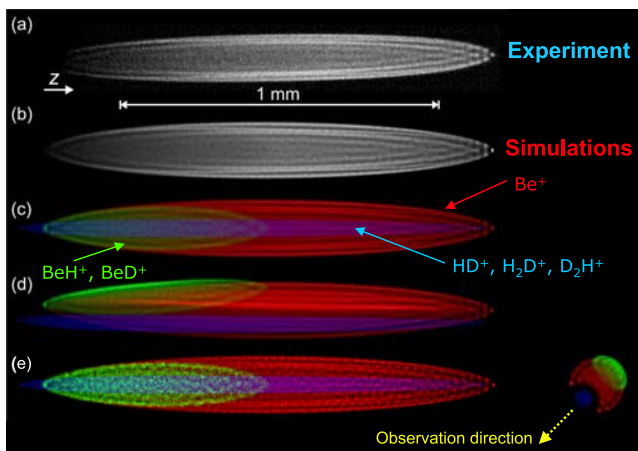 (a)
Experiment
z
1 mm
(b)
Simulations
Be⁺
(c)
BeH⁺, BeD⁺
HD⁺, H₂D⁺, D₂H⁺
(d)
(e)
Observation direction